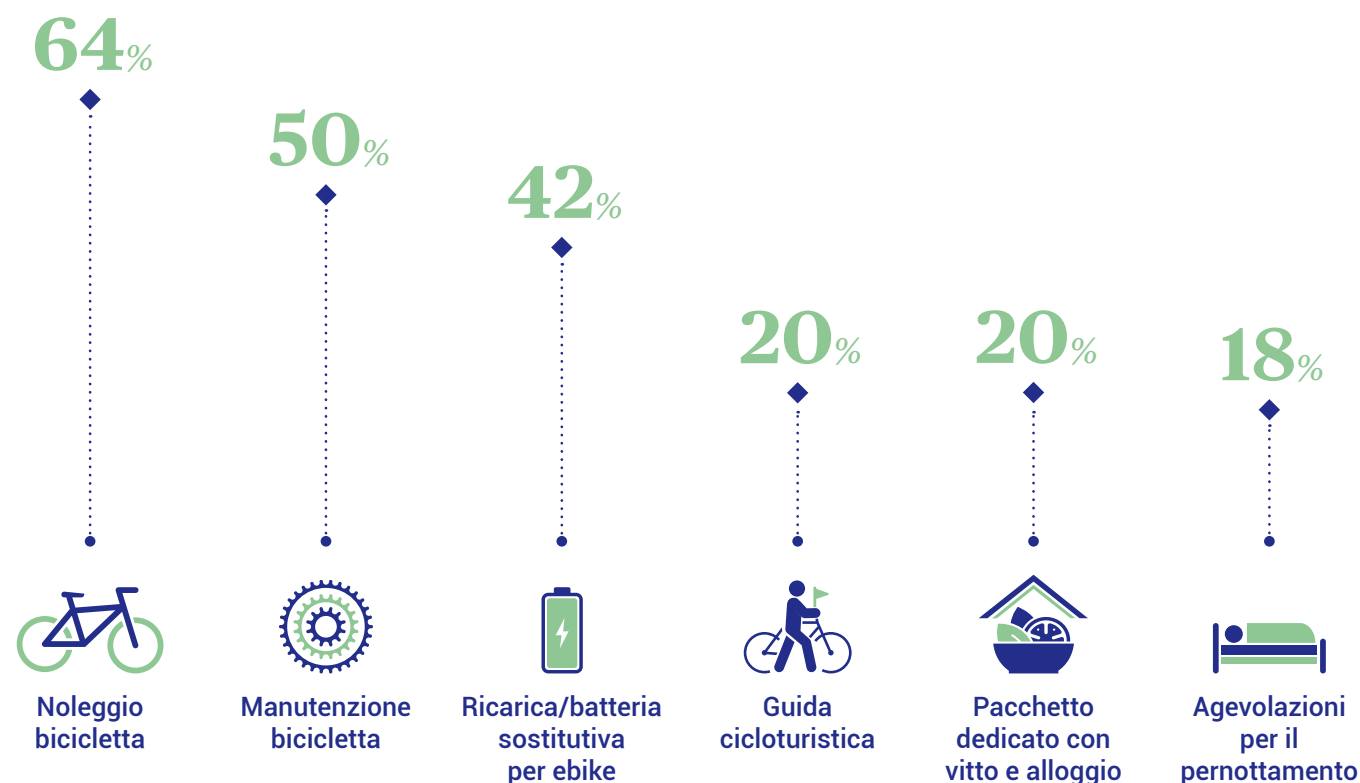 64%
50%
42%
20%
20%
18%
Noleggio
bicicletta
Manutenzione
bicicletta
Ricarica/batteria
sostitutiva
per ebike
Guida
cicloturistica
Pacchetto
dedicato con
vitto e alloggio
Agevolazioni
per il
pernottamento